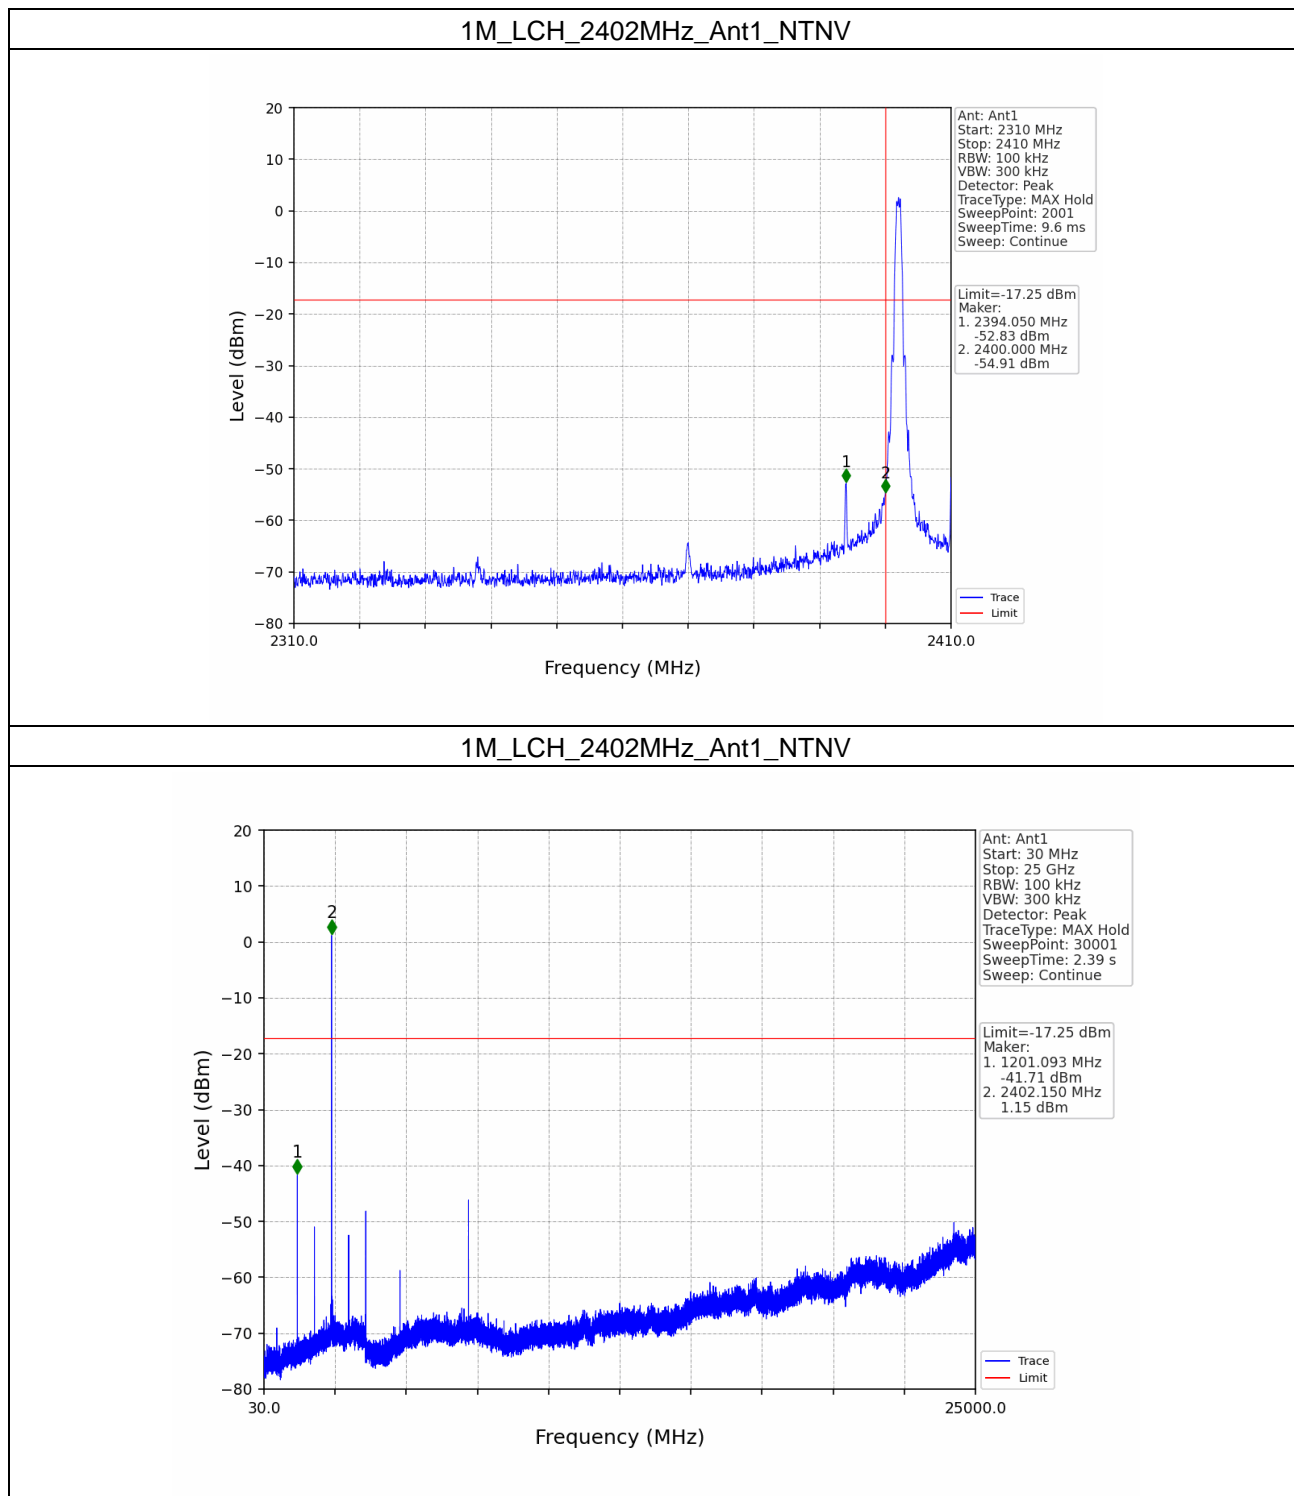 1M_LCH_2402MHz_Ant1_NTNV
20
10
0
−10
−20
−30
−40
−50
−60
−70
−80
Level (dBm)
1
2
2310.0
2410.0
Frequency (MHz)
Ant: Ant1
Start: 2310 MHz
Stop: 2410 MHz
RBW: 100 kHz
VBW: 300 kHz
Detector: Peak
TraceType: MAX Hold
SweepPoint: 2001
SweepTime: 9.6 ms
Sweep: Continue
Limit=-17.25 dBm
Maker:
1. 2394.050 MHz
-52.83 dBm
2. 2400.000 MHz
-54.91 dBm
Trace
Limit
1M_LCH_2402MHz_Ant1_NTNV
20
10
0
−10
−20
−30
−40
−50
−60
−70
−80
Level (dBm)
2
1
30.0
25000.0
Frequency (MHz)
Ant: Ant1
Start: 30 MHz
Stop: 25 GHz
RBW: 100 kHz
VBW: 300 kHz
Detector: Peak
TraceType: MAX Hold
SweepPoint: 30001
SweepTime: 2.39 s
Sweep: Continue
Limit=-17.25 dBm
Maker:
1. 1201.093 MHz
-41.71 dBm
2. 2402.150 MHz
1.15 dBm
Trace
Limit